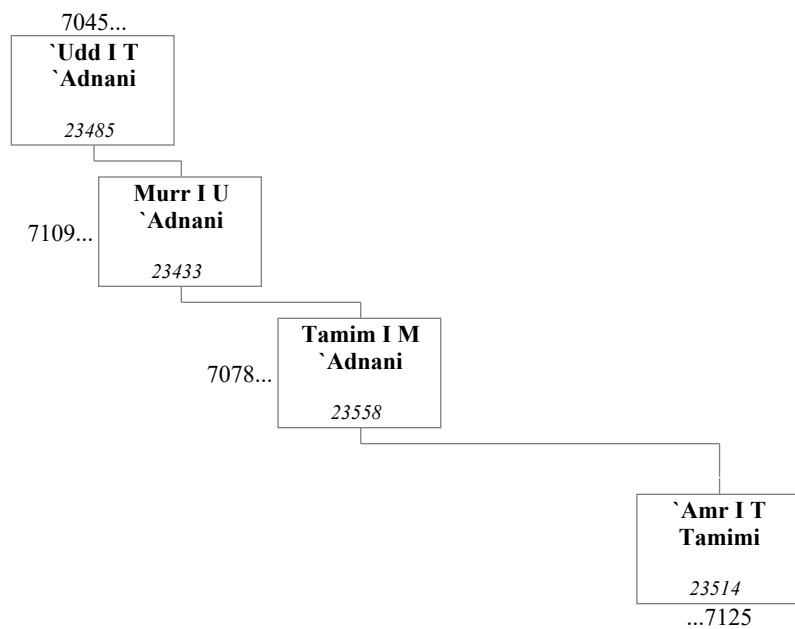 7045...
`Udd I T
`Adnani
23485
Murr I U
`Adnani
7109...
23433
Tamim I M
`Adnani
7078...
23558
`Amr I T
Tamimi
23514
...7125